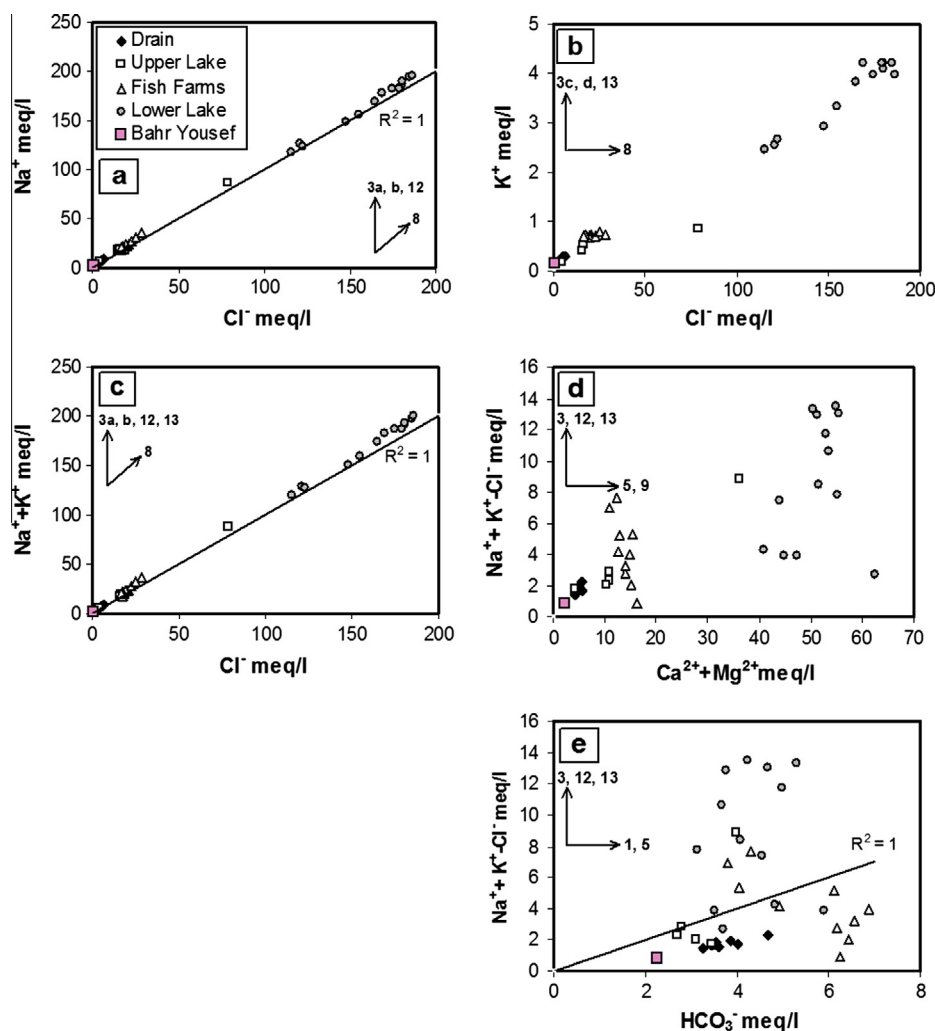 a
Drain
Upper Lake
Fish Farms
Lower Lake
Bahr Yousef
R² = 1
3a, b, 12
8
Na⁺ meq/l
250
200
150
100
50
0
0 50 100 150 200
Cl⁻ meq/l
b
3c, d, 13
8
K⁺ meq/l
5
4
3
2
1
0
0 50 100 150 200
Cl⁻ meq/l
c
3a, b, 12, 13
8
R² = 1
Na⁺+K⁺ meq/l
250
200
150
100
50
0
0 50 100 150 200
Cl⁻ meq/l
d
3, 12, 13
5, 9
Na⁺+ K⁺-Cl⁻ meq/l
16
14
12
10
8
6
4
2
0
0 10 20 30 40 50 60 70
Ca²⁺+Mg²⁺meq/l
e
3, 12, 13
1, 5
R² = 1
Na⁺+ K⁺-Cl⁻ meq/l
16
14
12
10
8
6
4
2
0
0 2 4 6 8
HCO₃⁻ meq/l